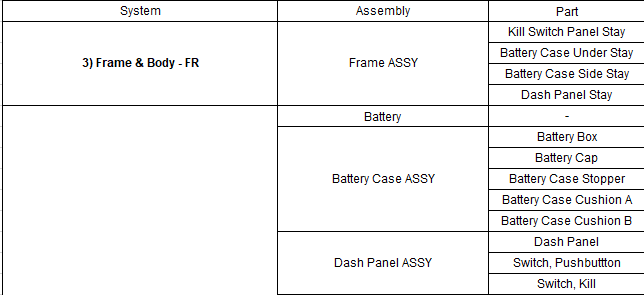 System Assembly Part
3) Frame & Body - FR Frame ASSY Kill Switch Panel Stay
Battery Case Under Stay
Battery Case Side Stay
Dash Panel Stay
Battery -
Battery Case ASSY Battery Box
Battery Cap
Battery Case Stopper
Battery Case Cushion A
Battery Case Cushion B
Dash Panel ASSY Dash Panel
Switch, Pushbuttton
Switch, Kill